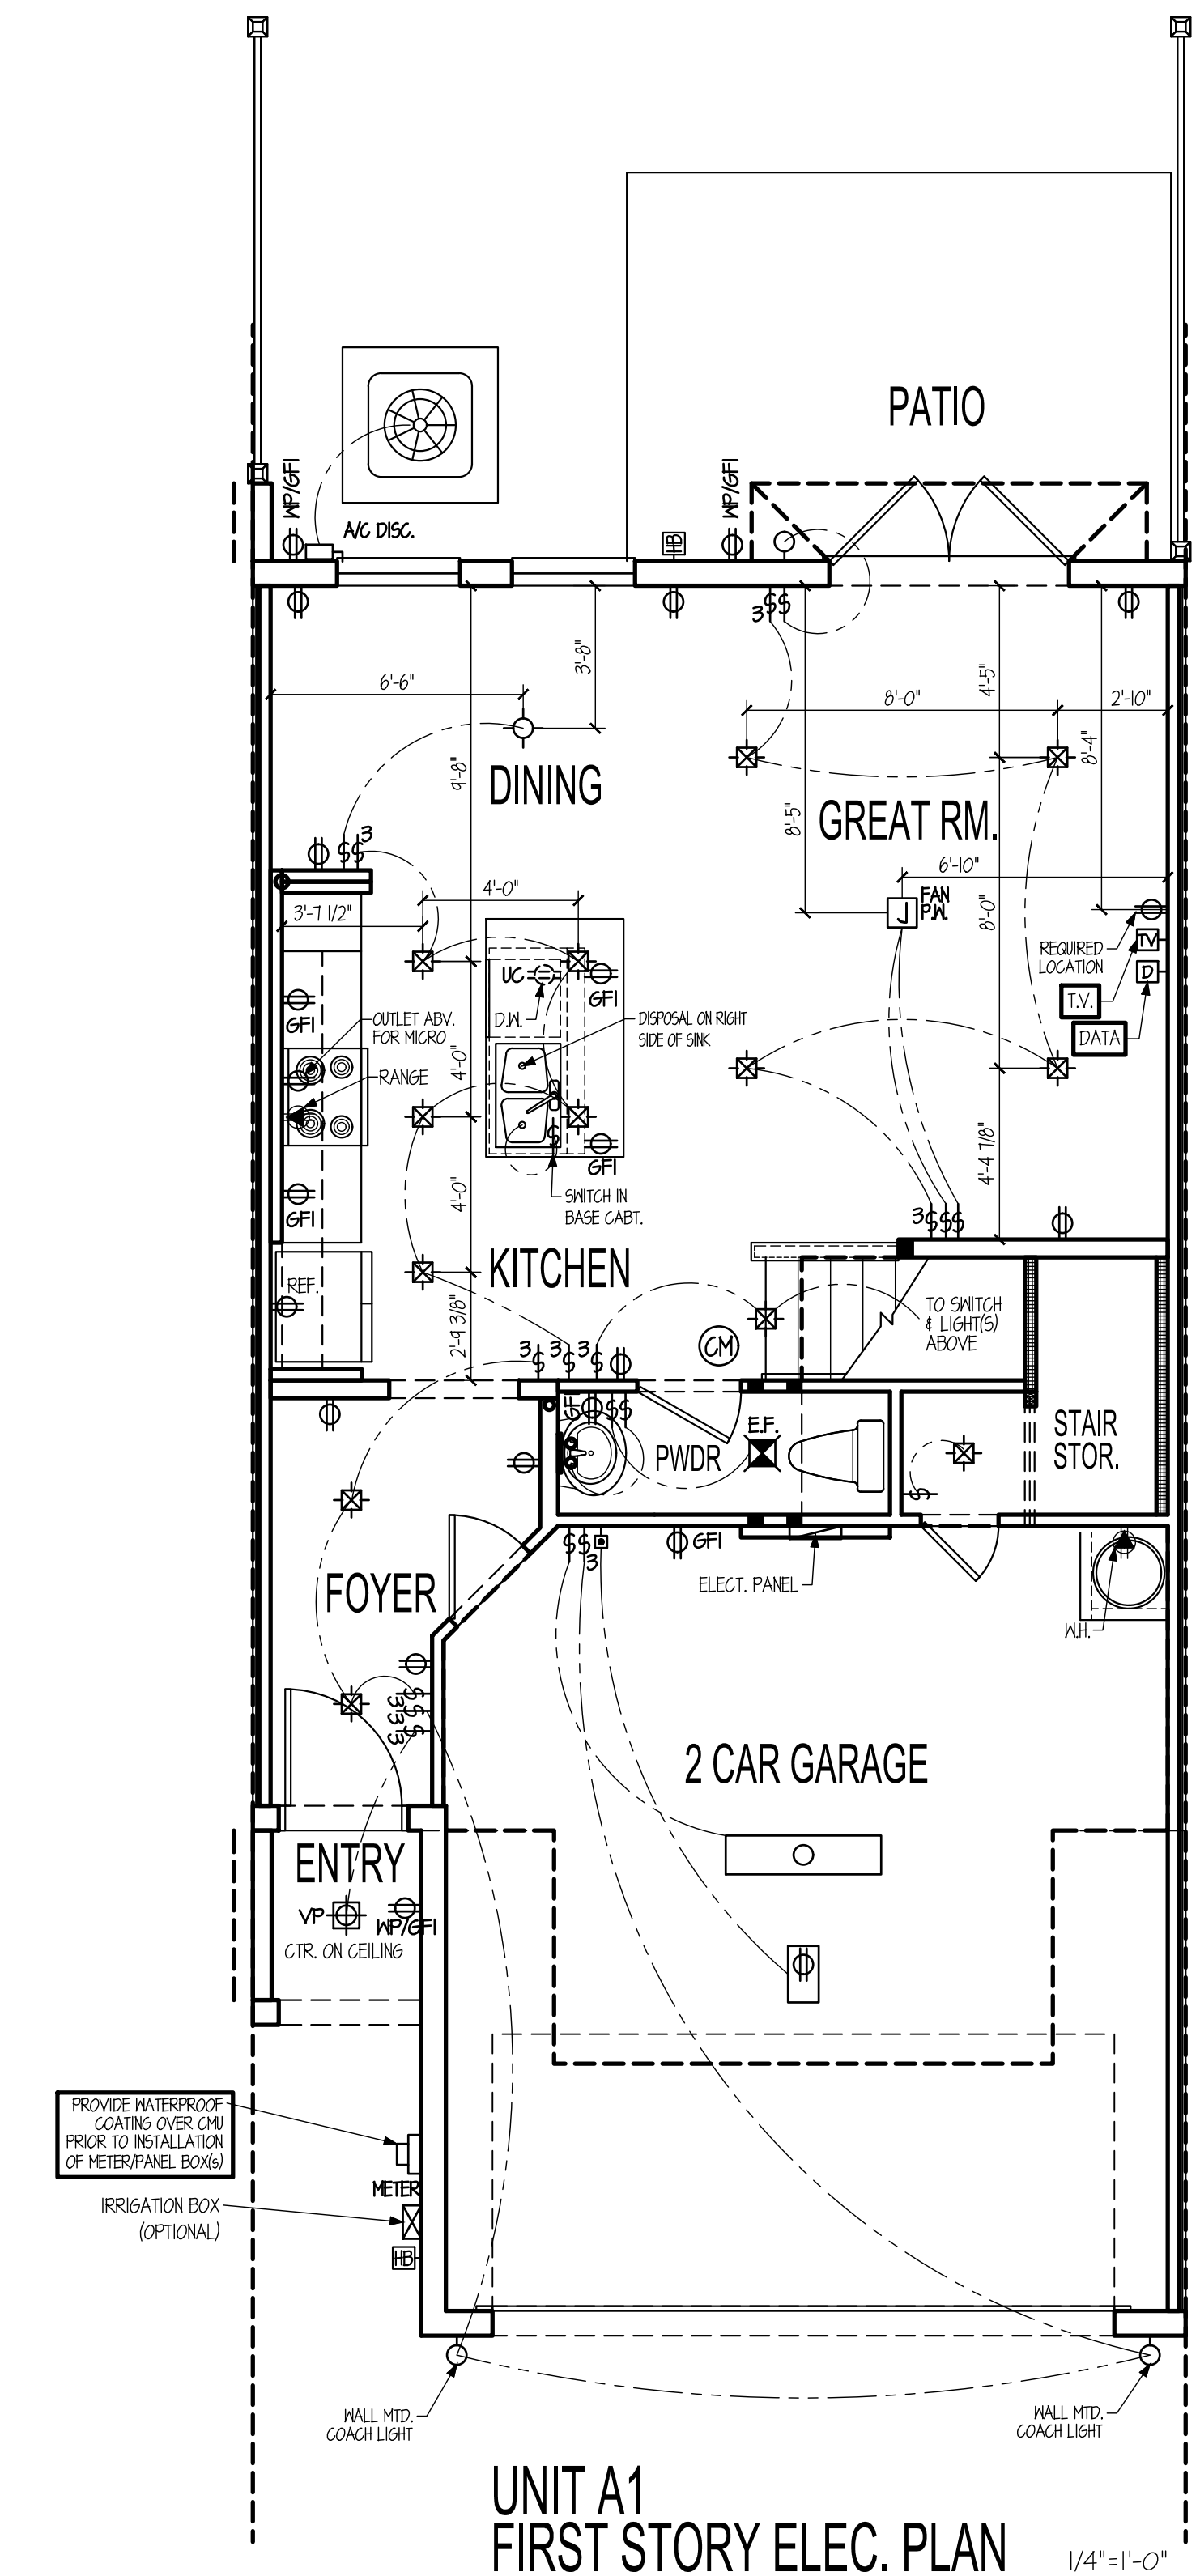 PATIO
WP/GFI
WP/GFI
A/C DISC.
HB
3 $$
6'-6"
3'-8"
9'-8"
8'-0"
4'-5"
2'-10"
8'-4"
8'-5"
DINING
GREAT RM.
$$ 3
4'-0"
3'-7 1/2"
6'-10"
J
FAN
P.W.
8'-0"
REQUIRED
LOCATION
TV
D
T.V.
DATA
UC
GFI
D.W.
GFI
OUTLET ABV.
FOR MICRO
DISPOSAL ON RIGHT
SIDE OF SINK
RANGE
4'-0"
$
GFI
GFI
SWITCH IN
BASE CABT.
4'-0"
4'-4 7/8"
3 $$$
KITCHEN
REF.
2'-9 3/8"
TO SWITCH
& LIGHT(S)
ABOVE
CM
3 $ 3 $ 3 $
GFI
$$
E.F.
PWDR
STAIR
STOR.
$
$$ 3
GFI
ELECT. PANEL
W.H.
FOYER
3 $
3 $
3 $
2 CAR GARAGE
ENTRY
VP
WP/GFI
CTR. ON CEILING
PROVIDE WATERPROOF
COATING OVER CMU
PRIOR TO INSTALLATION
OF METER/PANEL BOX(s)
METER
IRRIGATION BOX
(OPTIONAL)
HB
WALL MTD.
COACH LIGHT
WALL MTD.
COACH LIGHT
UNIT A1
FIRST STORY ELEC. PLAN
1/4"=1'-0"